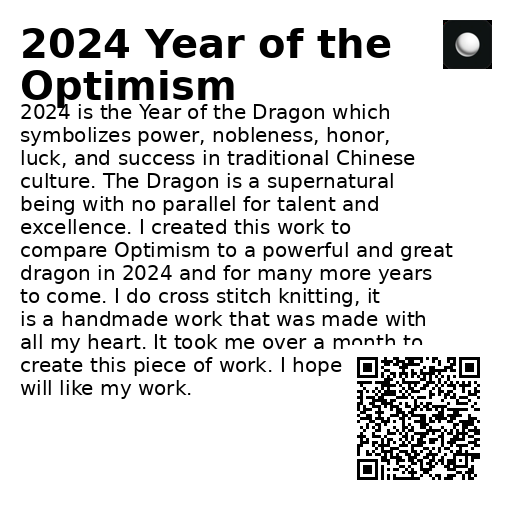 2024 Year of the
Optimism
2024 is the Year of the Dragon which
symbolizes power, nobleness, honor,
luck, and success in traditional Chinese
culture. The Dragon is a supernatural
being with no parallel for talent and
excellence. I created this work to
compare Optimism to a powerful and great
dragon in 2024 and for many more years
to come. I do cross stitch knitting, it
is a handmade work that was made with
all my heart. It took me over a month to
create this piece of work. I hope
will like my work.